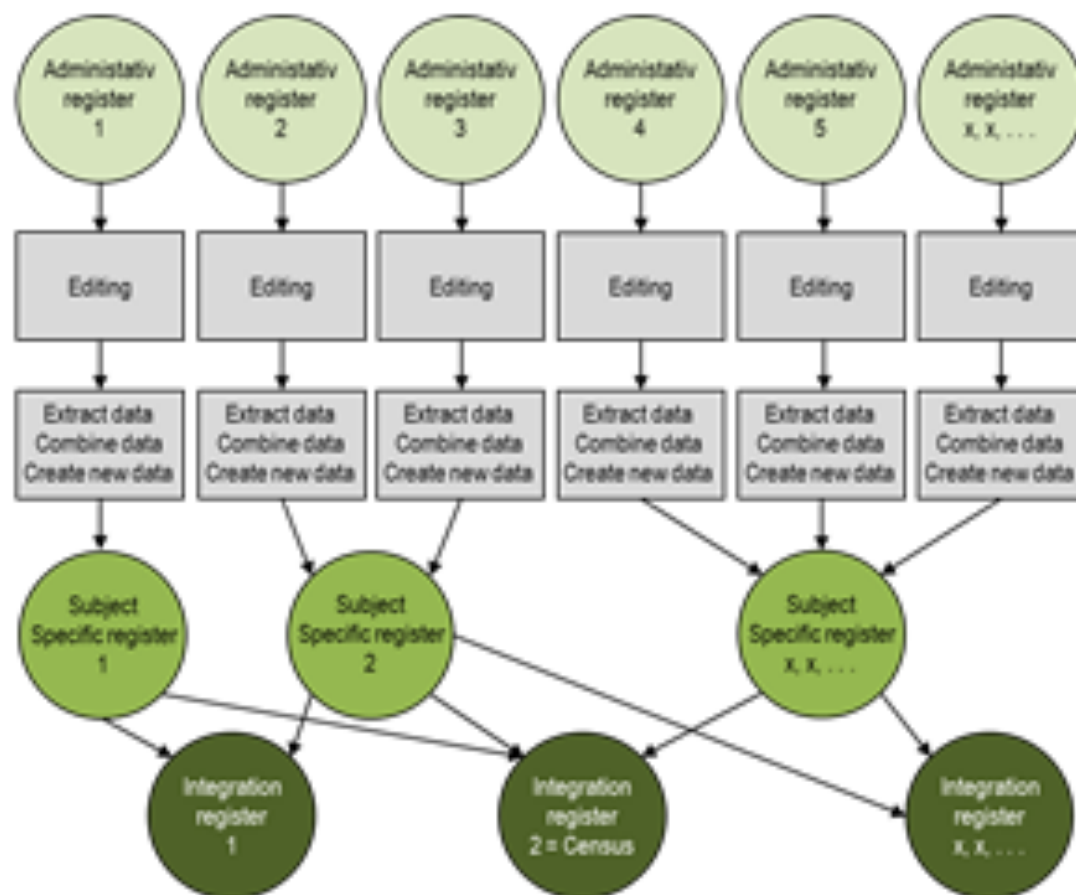 Administativ
register
1
Administativ
register
2
Administativ
register
3
Administativ
register
4
Administativ
register
5
Administativ
register
x, x, . . .
Editing
Editing
Editing
Editing
Editing
Editing
Extract data
Combine data
Create new data
Extract data
Combine data
Create new data
Extract data
Combine data
Create new data
Extract data
Combine data
Create new data
Extract data
Combine data
Create new data
Extract data
Combine data
Create new data
Subject
Specific register
1
Subject
Specific register
2
Subject
Specific register
x, x, . . .
Integration
register
1
Integration
register
2 = Census
Integration
register
x, x, . . .